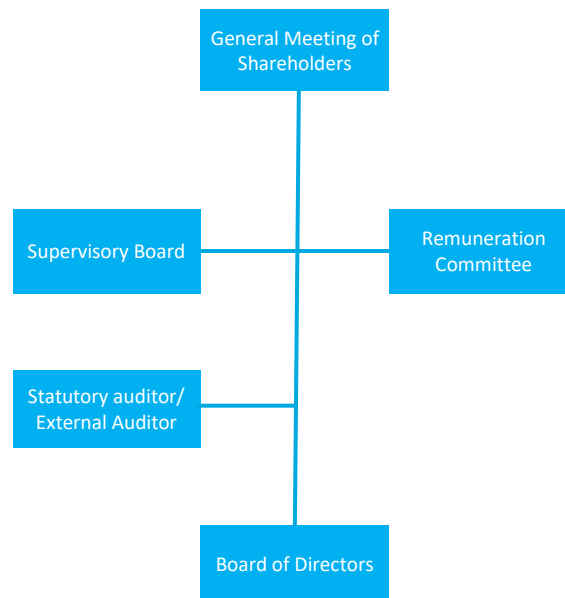 General Meeting of
Shareholders
Supervisory Board
Remuneration
Committee
Statutory auditor/
External Auditor
Board of Directors